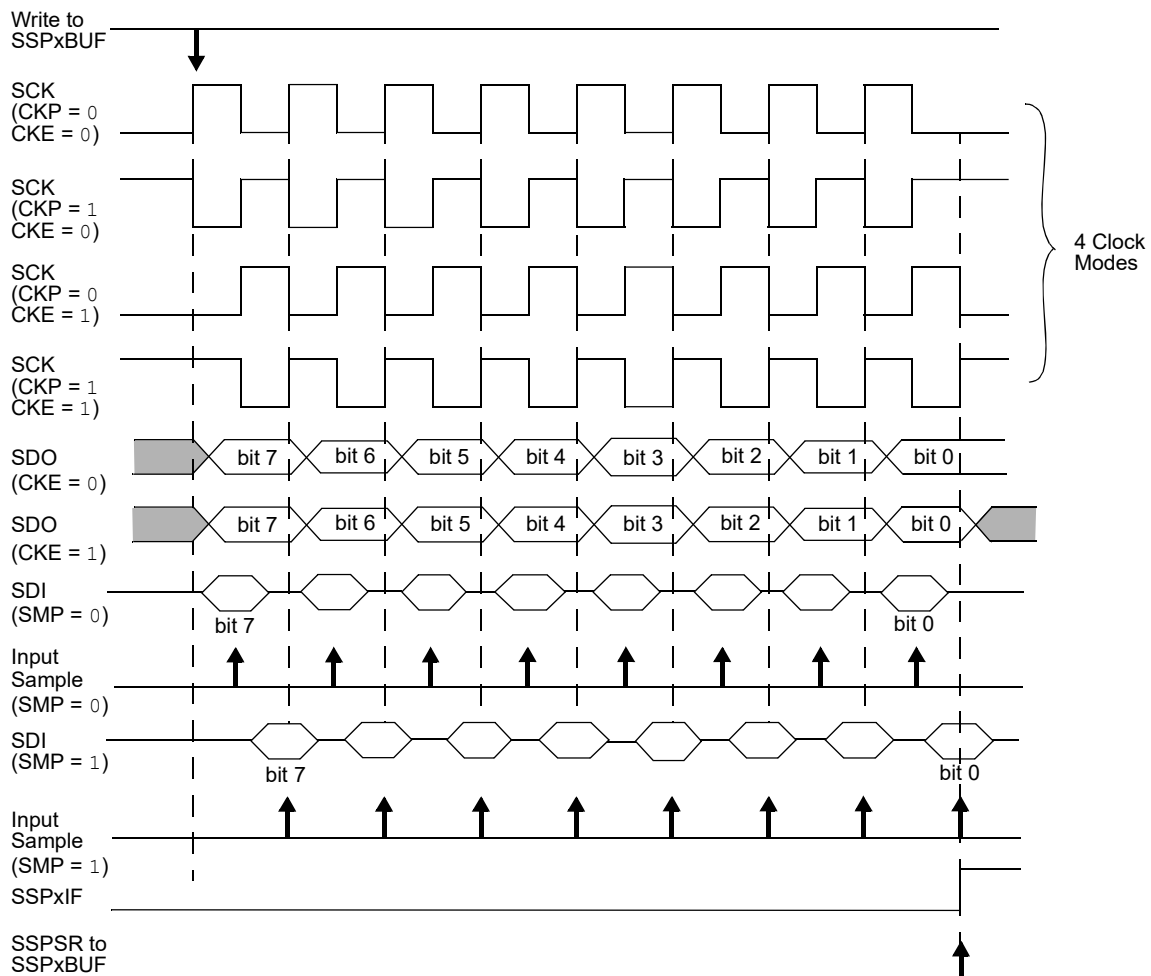 Write to
SSPxBUF
SCK
(CKP = 0
CKE = 0)
SCK
(CKP = 1
CKE = 0)
SCK
(CKP = 0
CKE = 1)
SCK
(CKP = 1
CKE = 1)
4 Clock
Modes
SDO
(CKE = 0)
bit 7 bit 6 bit 5 bit 4 bit 3 bit 2 bit 1 bit 0
SDO
(CKE = 1)
bit 7 bit 6 bit 5 bit 4 bit 3 bit 2 bit 1 bit 0
SDI
(SMP = 0)
bit 7 bit 0
Input
Sample
(SMP = 0)
SDI
(SMP = 1)
bit 7 bit 0
Input
Sample
(SMP = 1)
SSPxIF
SSPSR to
SSPxBUF